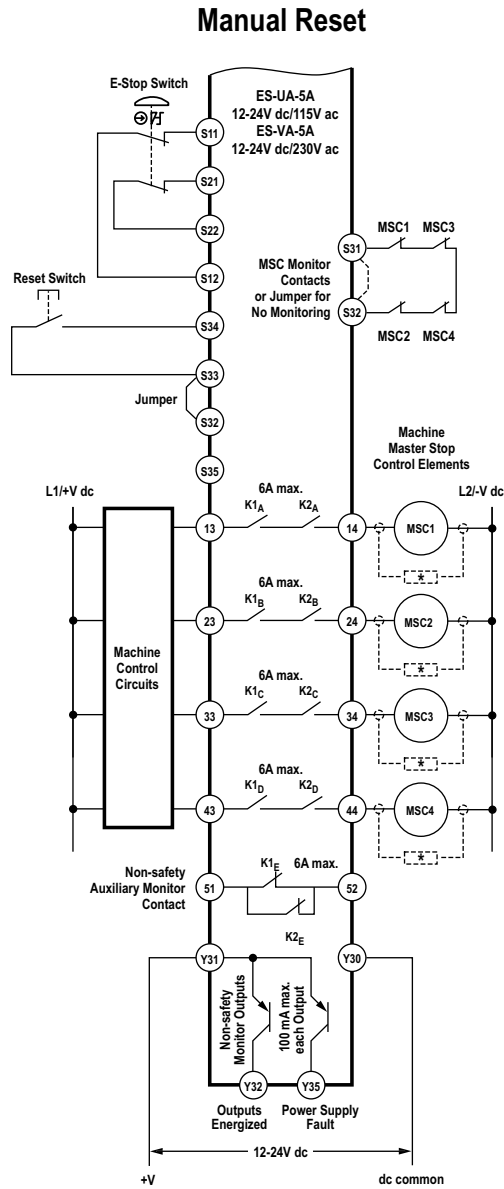 Manual Reset
E-Stop Switch
ES-UA-5A
12-24V dc/115V ac
ES-VA-5A
12-24V dc/230V ac
S11
S21
S22
S12
S31
MSC1 MSC3
MSC Monitor
Contacts
or Jumper for
No Monitoring
S32
MSC2 MSC4
Reset Switch
S34
S33
Jumper
S32
S35
Machine
Master Stop
Control Elements
L1/+V dc
L2/-V dc
6A max.
K1A K2A
13
14
MSC1
*
6A max.
K1B K2B
23
24
MSC2
*
Machine
Control
Circuits
6A max.
K1C K2C
33
34
MSC3
*
6A max.
K1D K2D
43
44
MSC4
*
Non-safety
Auxiliary Monitor
Contact
K1E 6A max.
51
52
K2E
Y31
Y30
Non-safety
Monitor Outputs
100 mA max.
each Output
Y32
Y35
Outputs
Energized
Power Supply
Fault
12-24V dc
+V
dc common